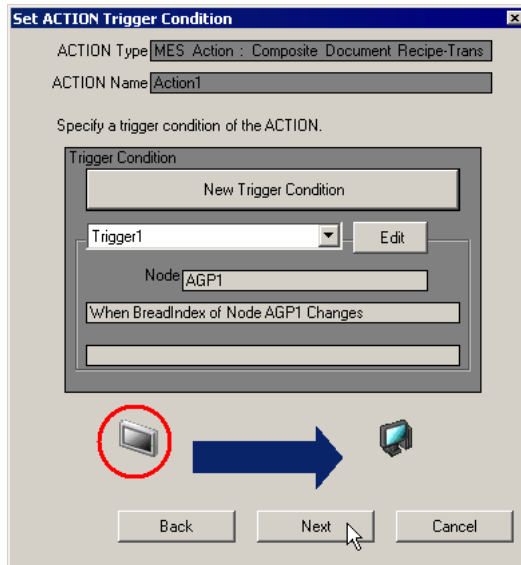 Set ACTION Trigger Condition
ACTION Type MES Action : Composite Document Recipe-Trans
ACTION Name Action1
Specify a trigger condition of the ACTION.
Trigger Condition
New Trigger Condition
Trigger1 Edit
Node AGP1
When BreadIndex of Node AGP1 Changes
Back Next Cancel